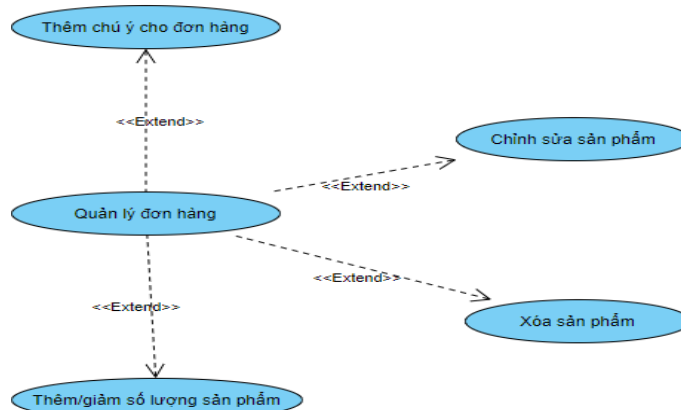 Thêm chú ý cho đơn hàng
<<Extend>>
Chỉnh sửa sản phẩm
<<Extend>>
Quản lý đơn hàng
<<Extend>>
<<Extend>>
Xóa sản phẩm
Thêm/giảm số lượng sản phẩm